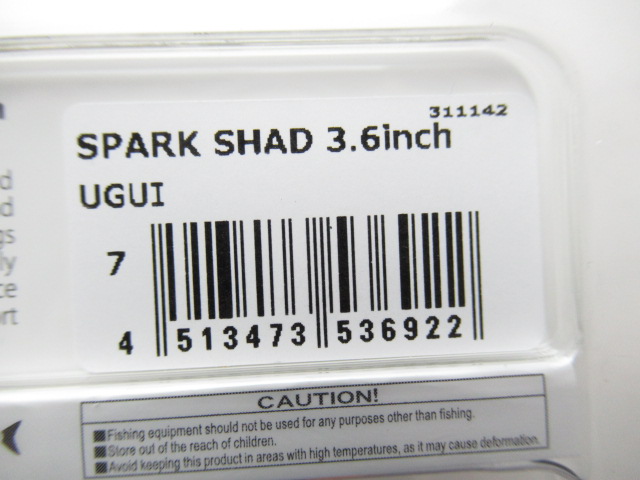 311142
SPARK SHAD 3.6inch
UGUI
7
4 513473 536922
CAUTION!
■Fishing equipment should not be used for any purposes other than fishing.
■Store out of the reach of children.
■Avoid keeping this product in areas with high temperatures, as it may cause deformation.